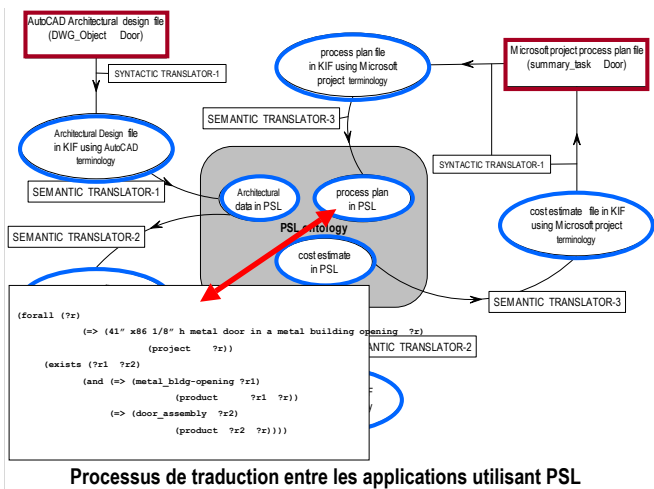 AutoCAD Architectural design file
(DWG_Object Door)
SYNTACTIC TRANSLATOR-1
Architectural Design file
in KIF using AutoCAD
terminology
SEMANTIC TRANSLATOR-1
SEMANTIC TRANSLATOR-2
process plan file
in KIF using Microsoft
project terminology
SEMANTIC TRANSLATOR-3
Microsoft project process plan file
(summary_task Door)
SYNTACTIC TRANSLATOR-1
Architectural
data in PSL
process plan
in PSL
PSL ontology
cost estimate
in PSL
cost estimate file in KIF
using Microsoft project
terminology
SEMANTIC TRANSLATOR-3
ANTIC TRANSLATOR-2
(forall (?r)
(=> (41″ x86 1/8″ h metal door in a metal building opening ?r)
(project ?r))
(exists (?r1 ?r2)
(and (=> (metal_bldg-opening ?r1)
(product ?r1 ?r))
(=> (door_assembly ?r2)
(product ?r2 ?r))))
Processus de traduction entre les applications utilisant PSL